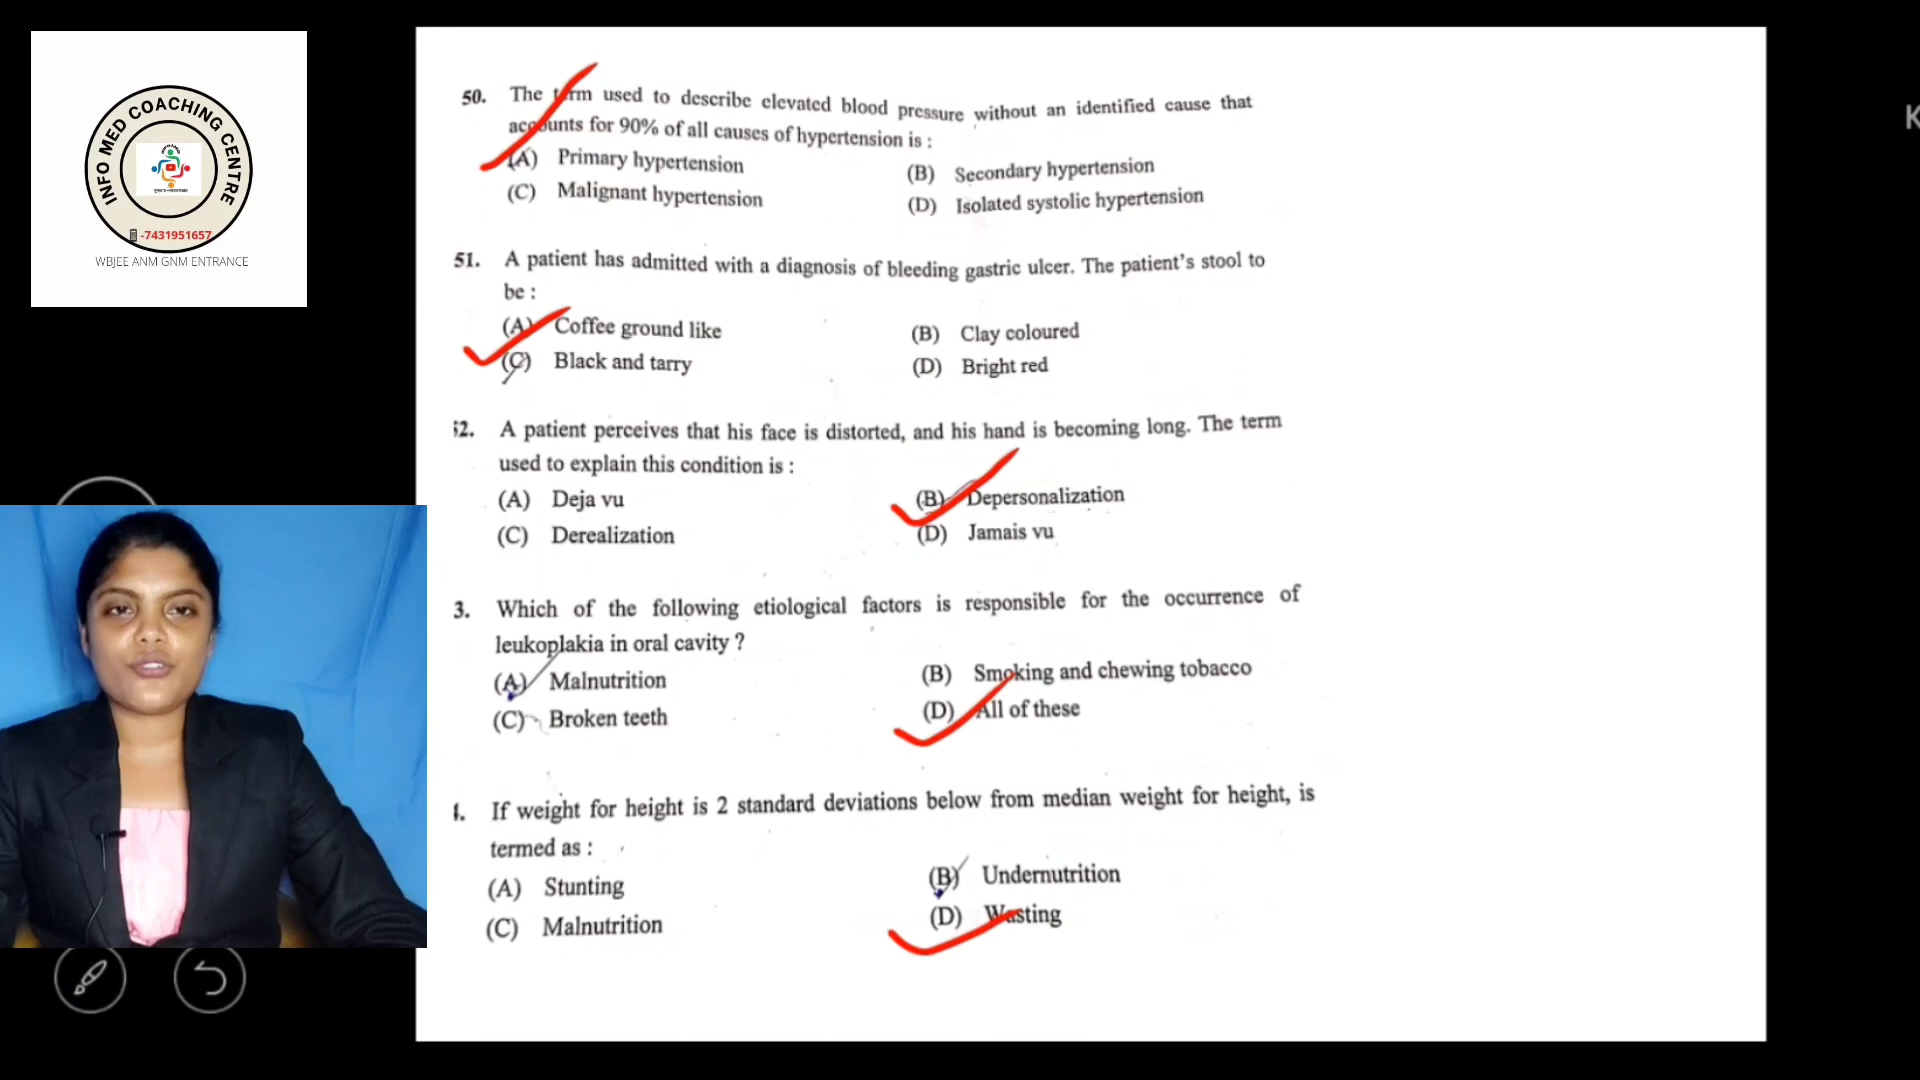 INFO MED COACHING CENTRE
-7431951657
WBJEE ANM GNM ENTRANCE
K
50. The term used to describe elevated blood pressure without an identified cause that
accounts for 90% of all causes of hypertension is :
(A) Primary hypertension
(B) Secondary hypertension
(C) Malignant hypertension
(D) Isolated systolic hypertension
51. A patient has admitted with a diagnosis of bleeding gastric ulcer. The patient's stool to
be :
(A) Coffee ground like
(B) Clay coloured
(C) Black and tarry
(D) Bright red
52. A patient perceives that his face is distorted, and his hand is becoming long. The term
used to explain this condition is :
(A) Deja vu
(B) Depersonalization
(C) Derealization
(D) Jamais vu
3. Which of the following etiological factors is responsible for the occurrence of
leukoplakia in oral cavity ?
(A) Malnutrition
(B) Smoking and chewing tobacco
(C) Broken teeth
(D) All of these
If weight for height is 2 standard deviations below from median weight for height, is
termed as :
(A) Stunting
(B) Undernutrition
(C) Malnutrition
(D) Wasting